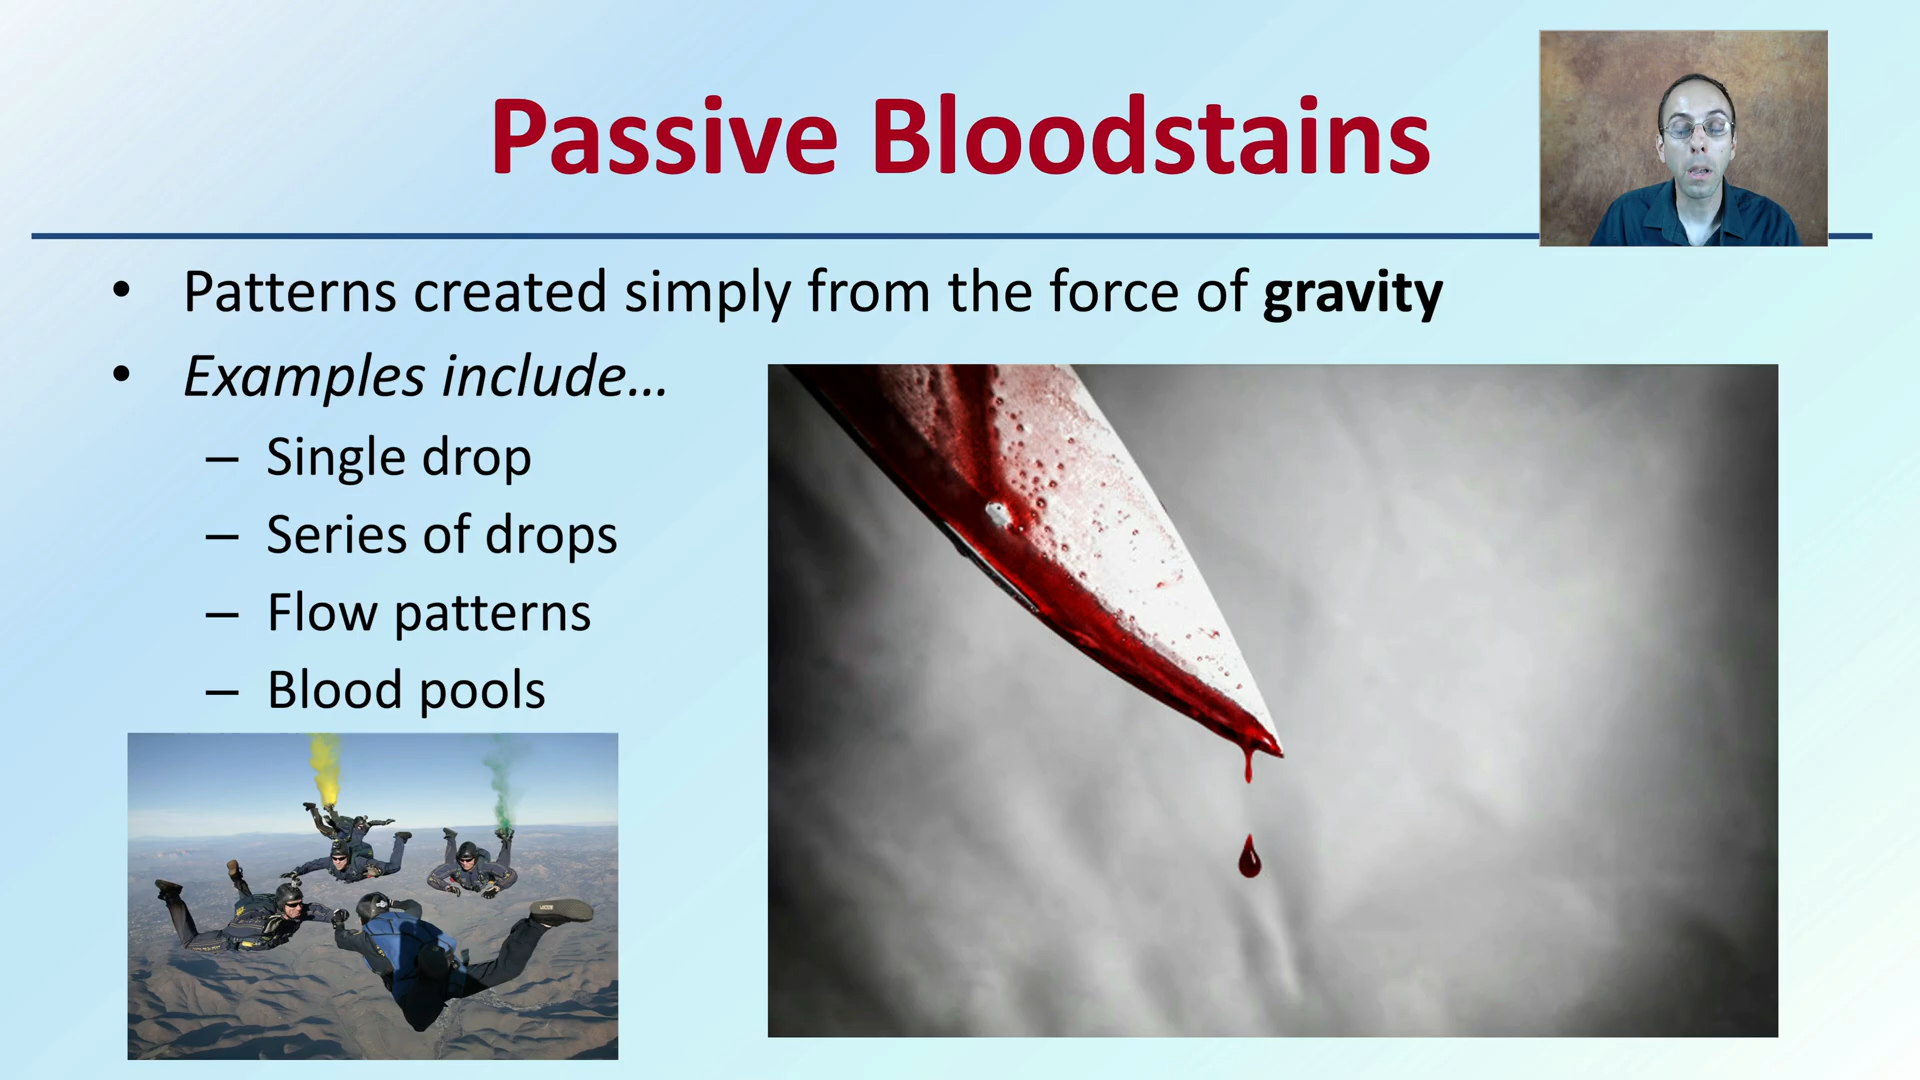 Passive Bloodstains
• Patterns created simply from the force of gravity
• Examples include…
– Single drop
– Series of drops
– Flow patterns
– Blood pools